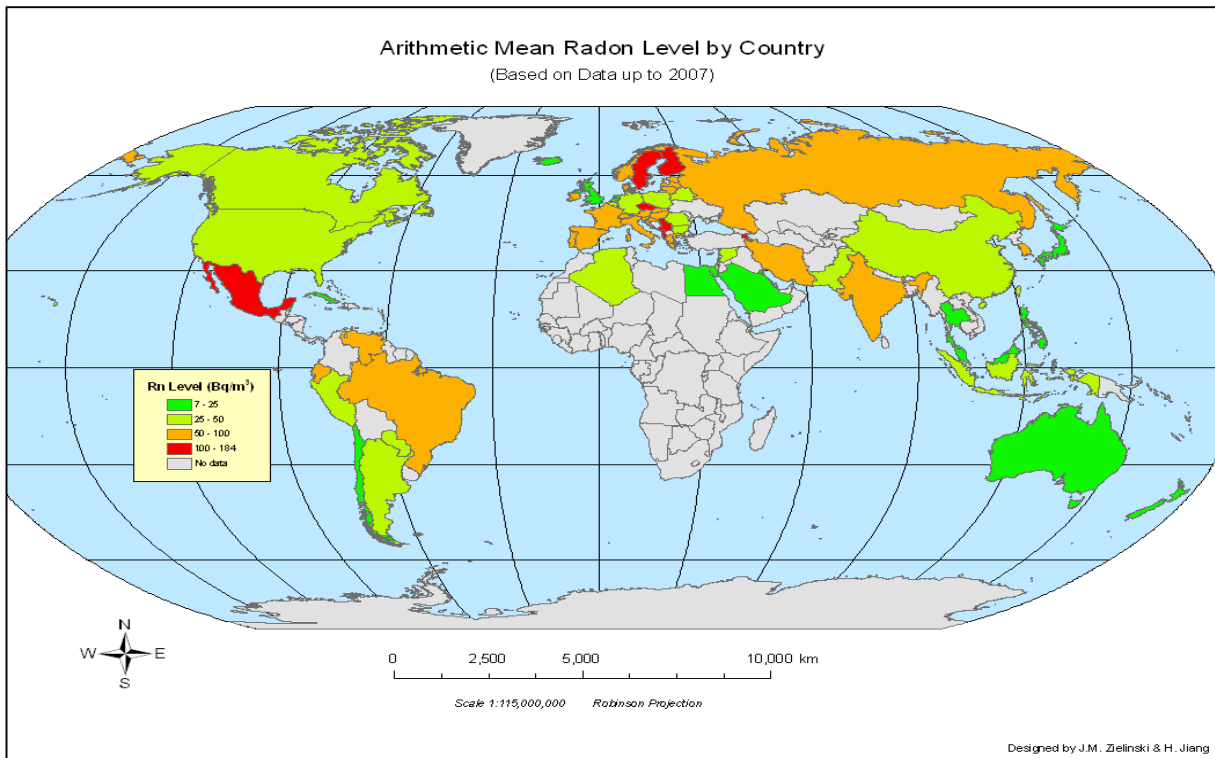 Arithmetic Mean Radon Level by Country
(Based on Data up to 2007)
Rn Level (Bq/m³)
7 - 25
25 - 50
50 - 100
100 - 184
No data
N
W E
S
0 2,500 5,000 10,000 km
Scale 1:115,000,000 Robinson Projection
Designed by J.M. Zielinski & H. Jiang